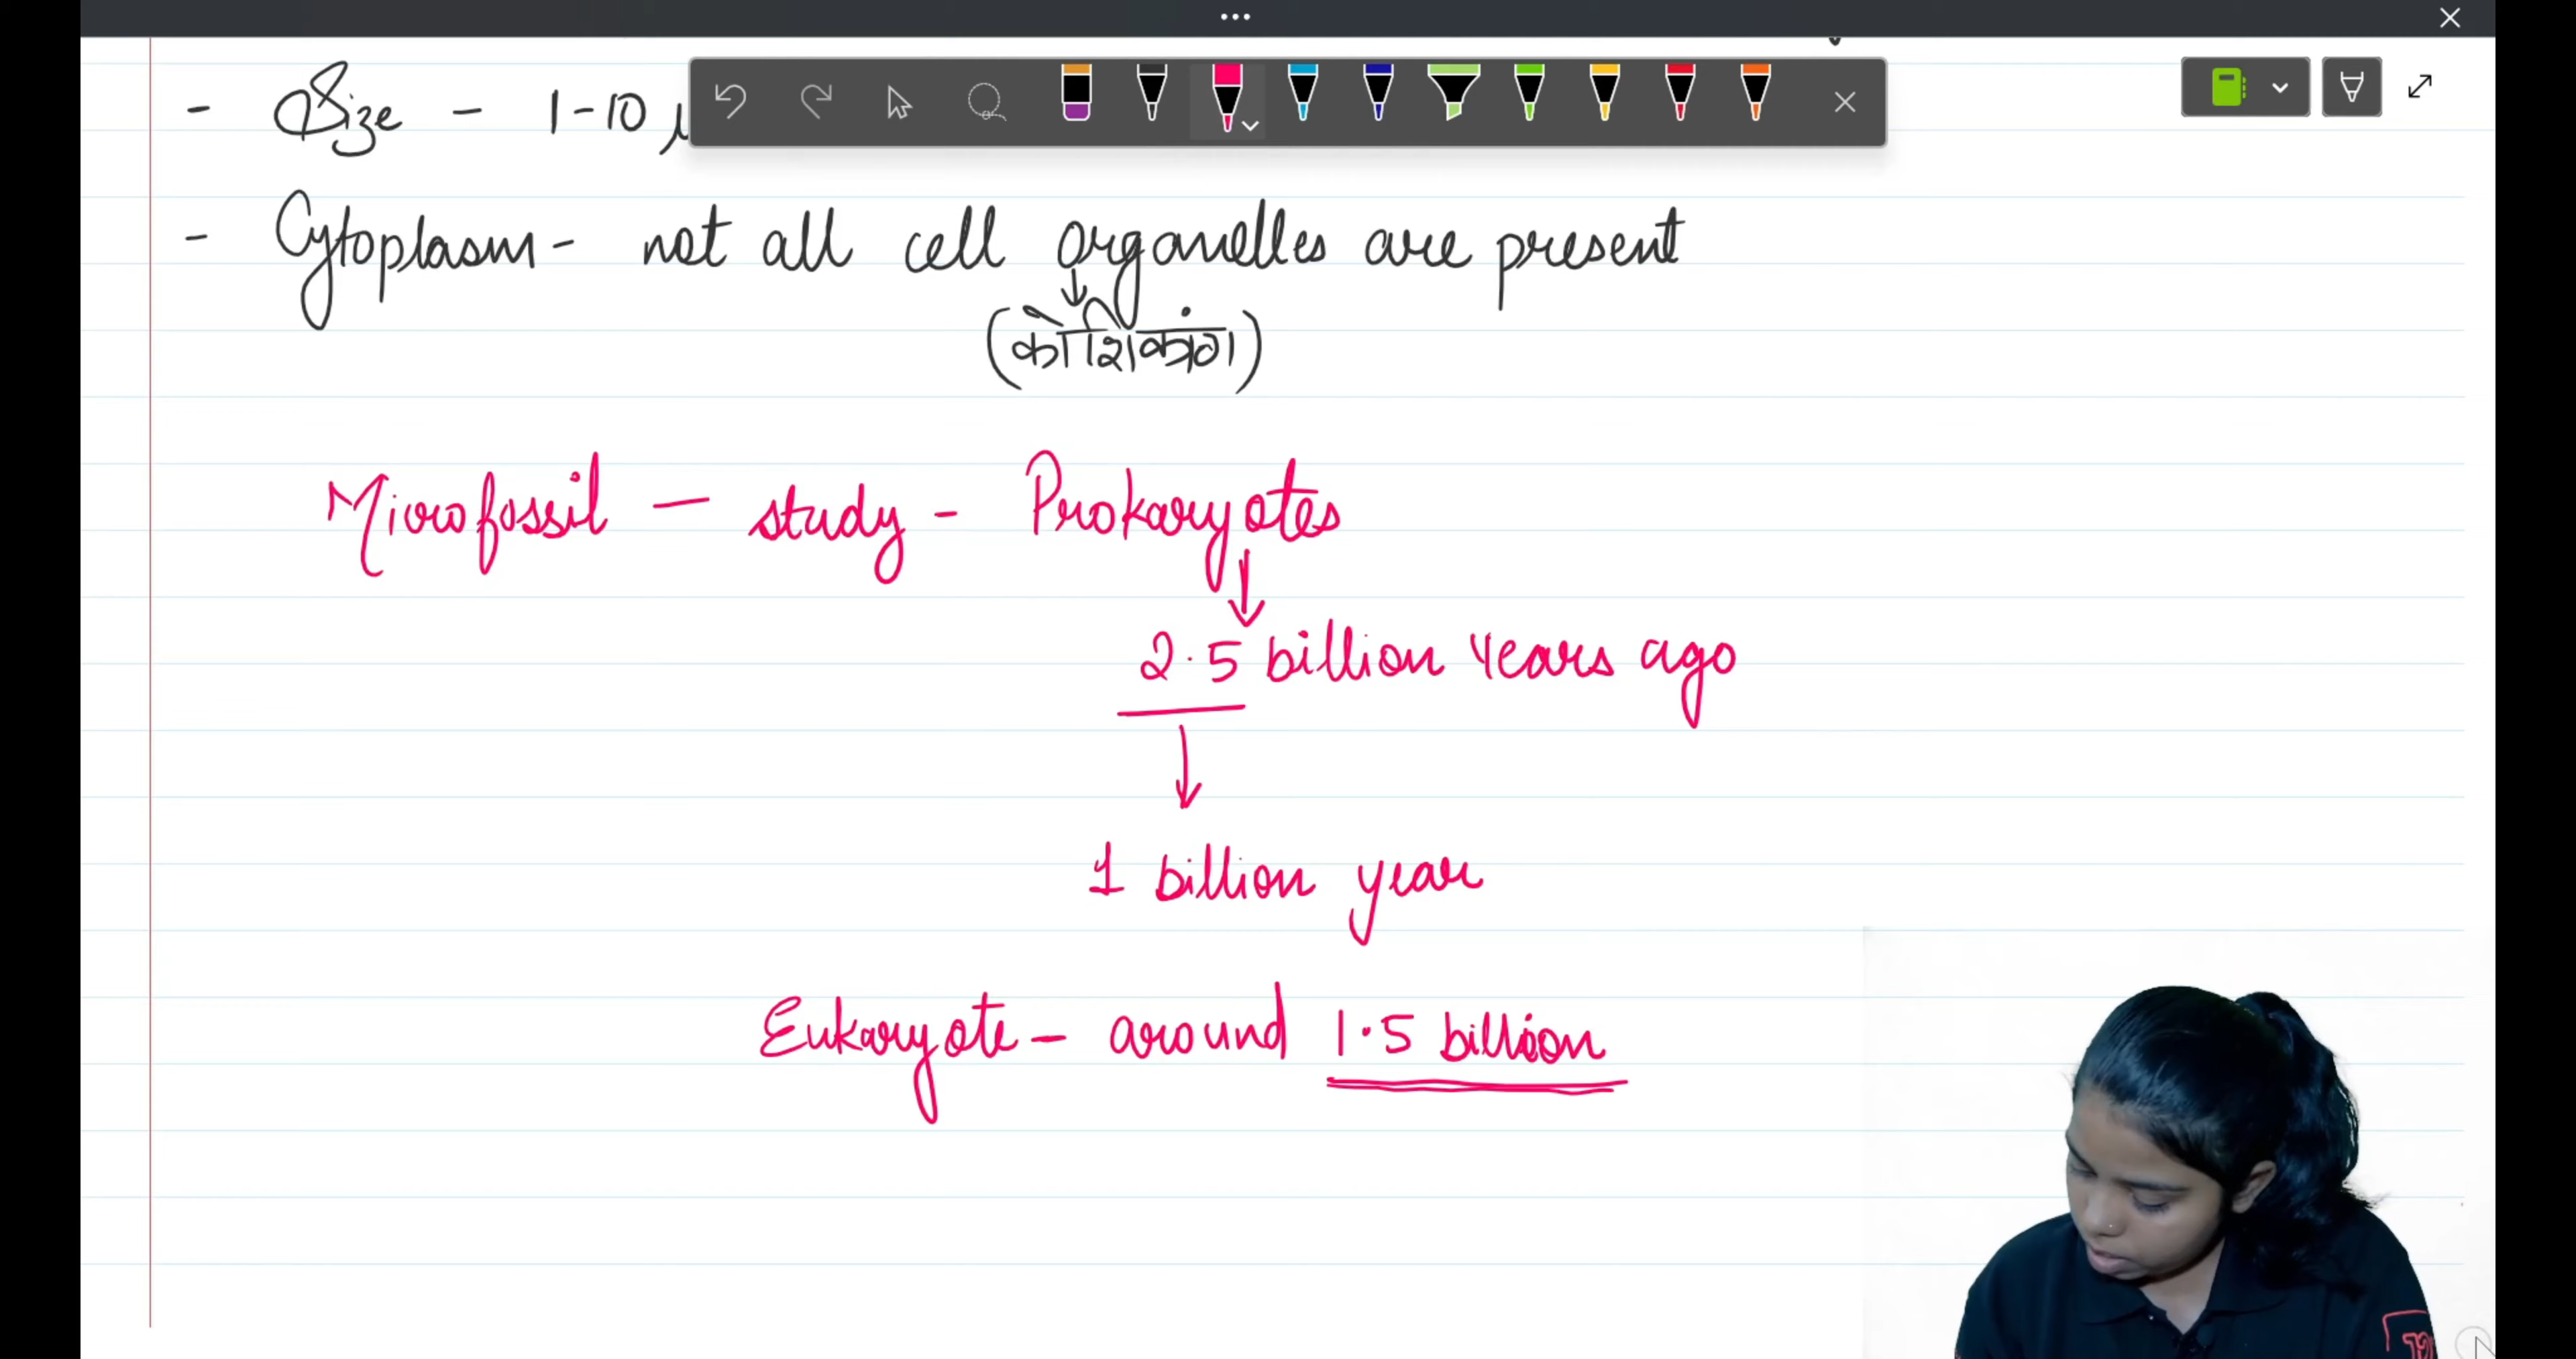 - Size - 1-10 μ
- Cytoplasm - not all cell organelles are present
(कोशिकांग)
Microfossil - study - Prokaryotes
2.5 billion years ago
1 billion year
Eukaryote - around 1.5 billion